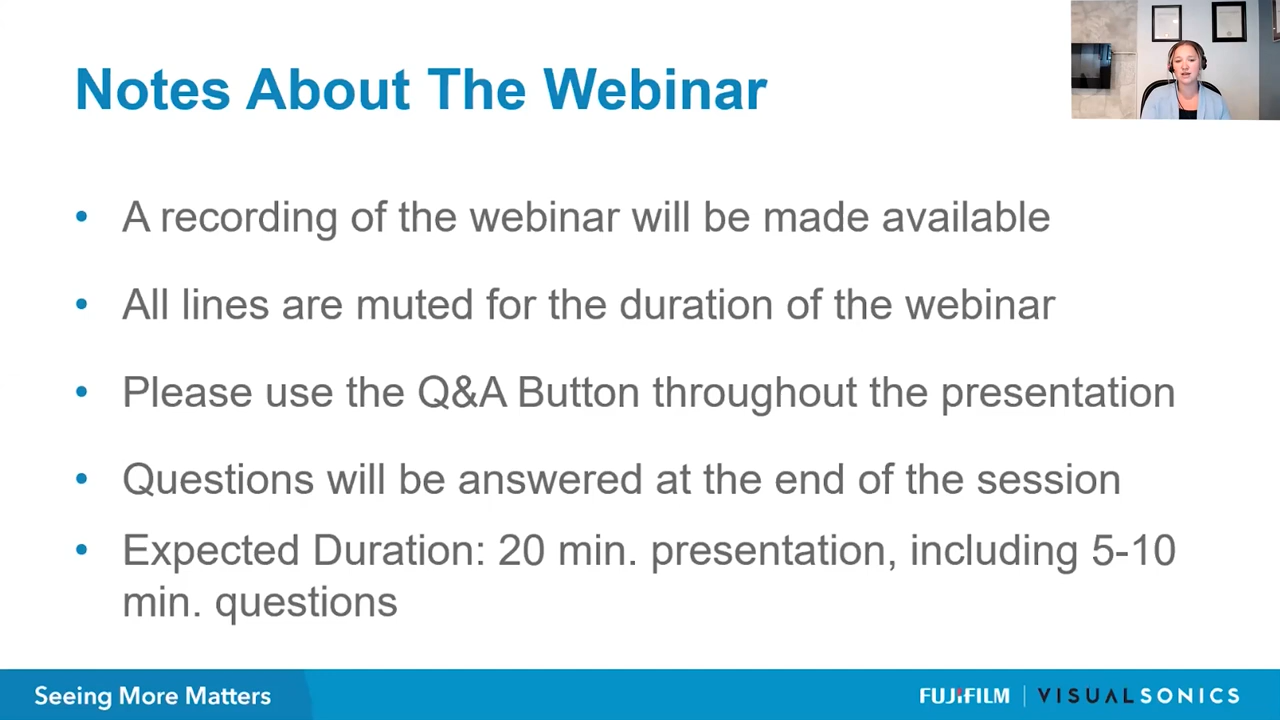 Notes About The Webinar
• A recording of the webinar will be made available
• All lines are muted for the duration of the webinar
• Please use the Q&A Button throughout the presentation
• Questions will be answered at the end of the session
• Expected Duration: 20 min. presentation, including 5-10
min. questions
Seeing More Matters
FUJIFILM | VISUALSONICS